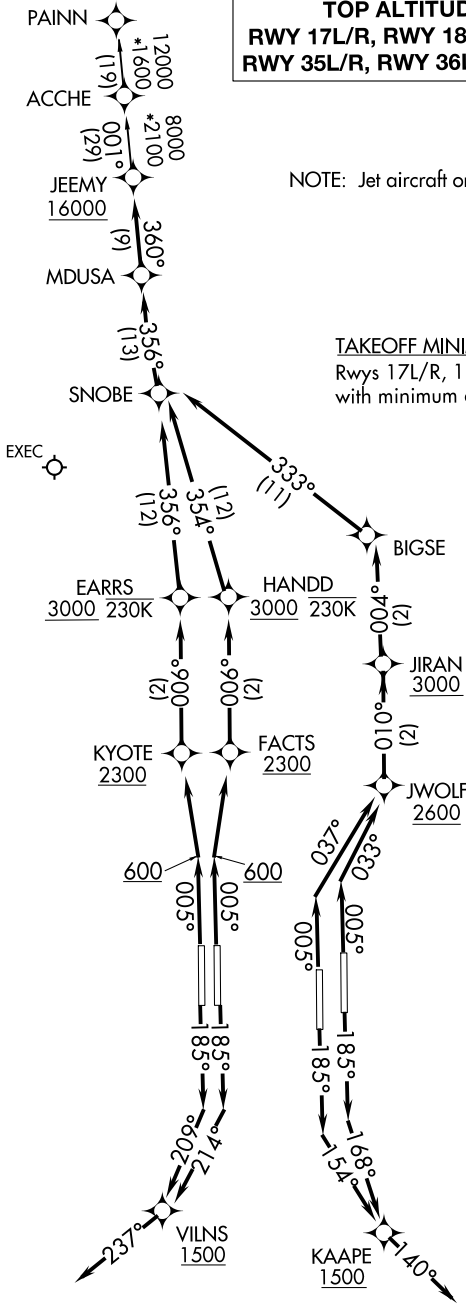 PAINN
TOP ALTITUD
RWY 17L/R, RWY 18
RWY 35L/R, RWY 36
12000
*1600
(19)
ACCHE
8000
*2100
001°
(29)
JEEMY
16000
NOTE: Jet aircraft o
360°
(9)
MDUSA
356°
(13)
TAKEOFF MINI
Rwys 17L/R, 1
with minimum
SNOBE
EXEC
333°
(11)
356°
(12)
354°
(12)
BIGSE
EARRS
3000 230K
HANDD
3000 230K
004°
(2)
JIRAN
3000
006°
(2)
006°
(2)
010°
(2)
KYOTE
2300
FACTS
2300
JWOLF
2600
037°
033°
600
600
005°
005°
005°
005°
185°
185°
185°
185°
209°
214°
154°
168°
VILNS
1500
237°
KAAPE
1500
140°